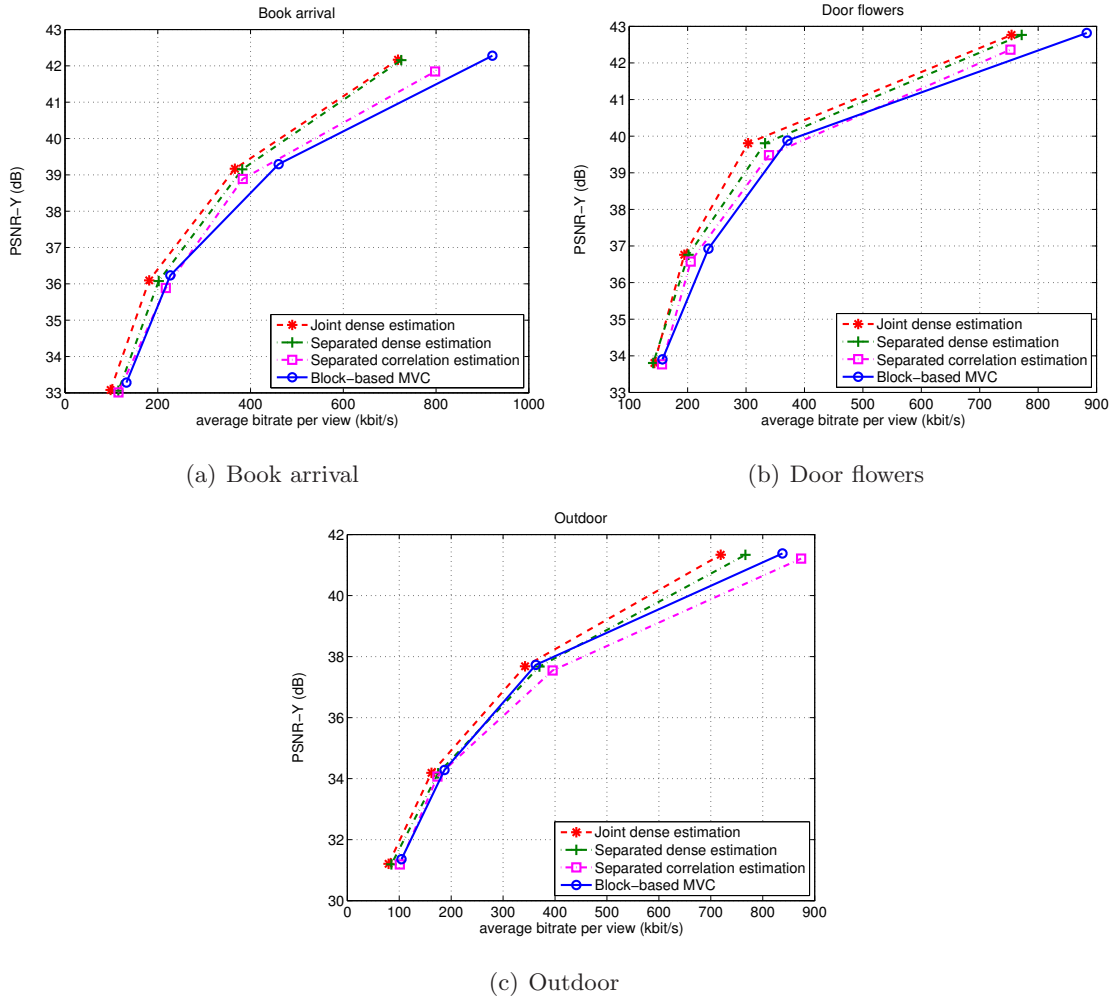 Book arrival
43
42
41
40
39
38
37
36
35
34
33
PSNR−Y (dB)
0 200 400 600 800 1000
average bitrate per view (kbit/s)
Joint dense estimation
Separated dense estimation
Separated correlation estimation
Block−based MVC
(a) Book arrival
Door flowers
43
42
41
40
39
38
37
36
35
34
33
PSNR−Y (dB)
100 200 300 400 500 600 700 800 900
average bitrate per view (kbit/s)
Joint dense estimation
Separated dense estimation
Separated correlation estimation
Block−based MVC
(b) Door flowers
Outdoor
42
40
38
36
34
32
30
PSNR−Y (dB)
0 100 200 300 400 500 600 700 800 900
average bitrate per view (kbit/s)
Joint dense estimation
Separated dense estimation
Separated correlation estimation
Block−based MVC
(c) Outdoor